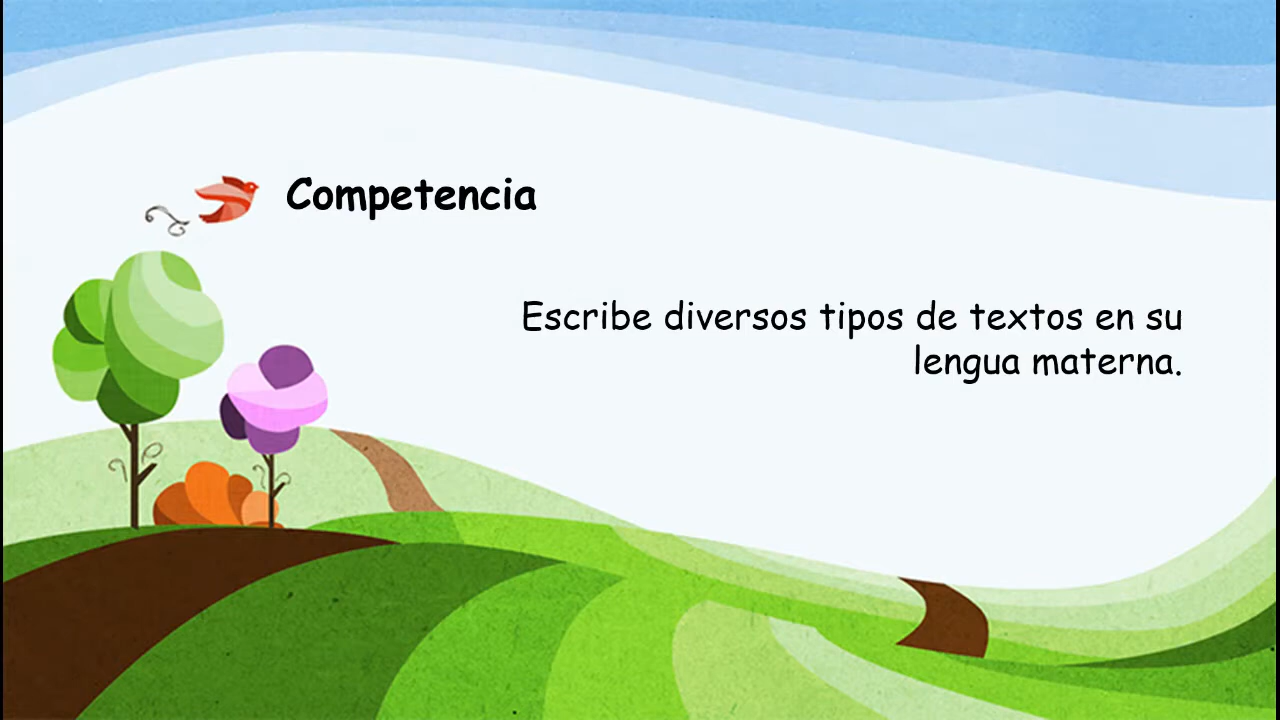 Competencia
Escribe diversos tipos de textos en su
lengua materna.